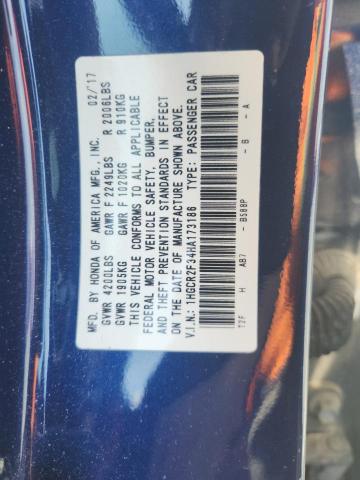 MFD. BY HONDA OF AMERICA MFG., INC. 02/'17
GVWR 4200LBS GAWR F 2249LBS R 2006LBS
GVWR 1905KG GAWR F 1020KG R 910KG
THIS VEHICLE CONFORMS TO ALL APPLICABLE
FEDERAL MOTOR VEHICLE SAFETY, BUMPER,
AND THEFT PREVENTION STANDARDS IN EFFECT
ON THE DATE OF MANUFACTURE SHOWN ABOVE.
V.I.N.: 1HGCR2F34HA173186 TYPE: PASSENGER CAR
T2F H AB7 - B588P - B - A